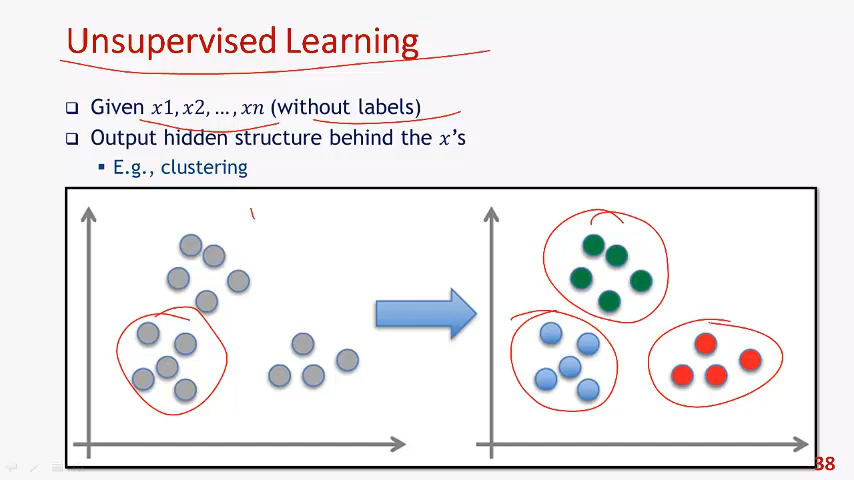 Unsupervised Learning
Given x1, x2, …, xn (without labels)
Output hidden structure behind the x's
E.g., clustering
38